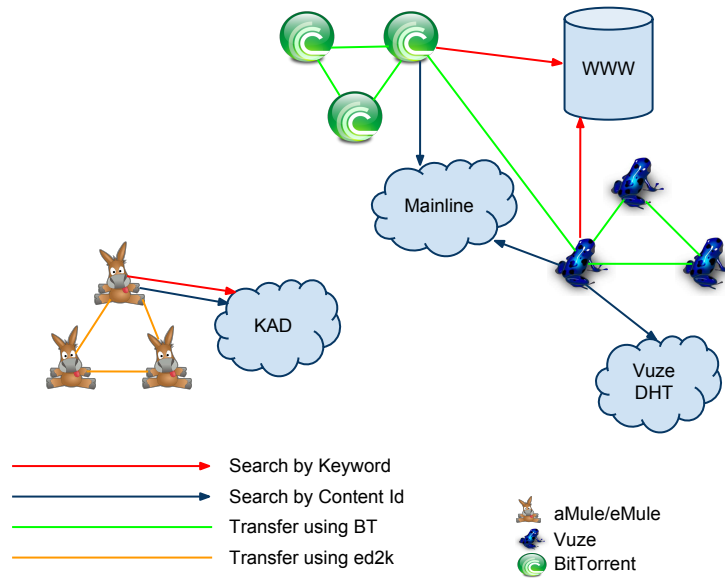 WWW
Mainline
KAD
Vuze
DHT
Search by Keyword
Search by Content Id
Transfer using BT
Transfer using ed2k
aMule/eMule
Vuze
BitTorrent